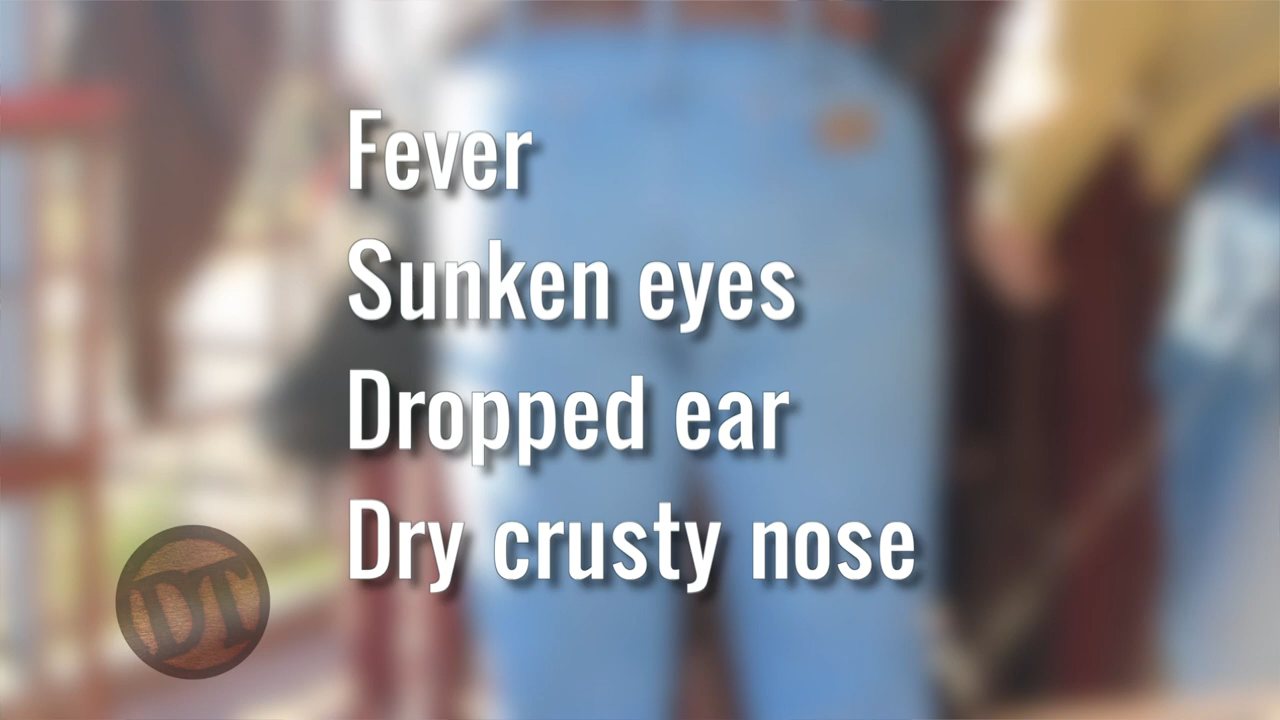 Fever
Sunken eyes
Dropped ear
Dry crusty nose
DT